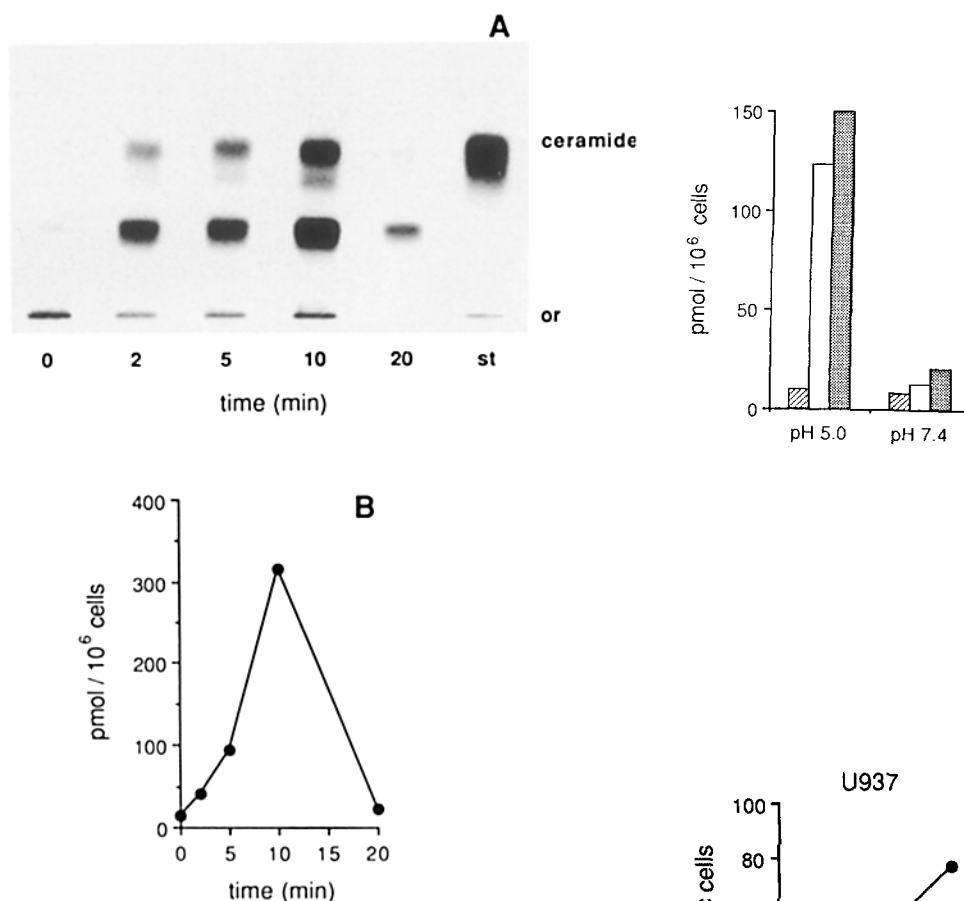 A
ceramide
or
0 2 5 10 20 st
time (min)
150
100
50
0
pmol / 10⁶ cells
pH 5.0 pH 7.4
B
400
300
200
100
0
pmol / 10⁶ cells
0 5 10 15 20
time (min)
U937
100
80
cells